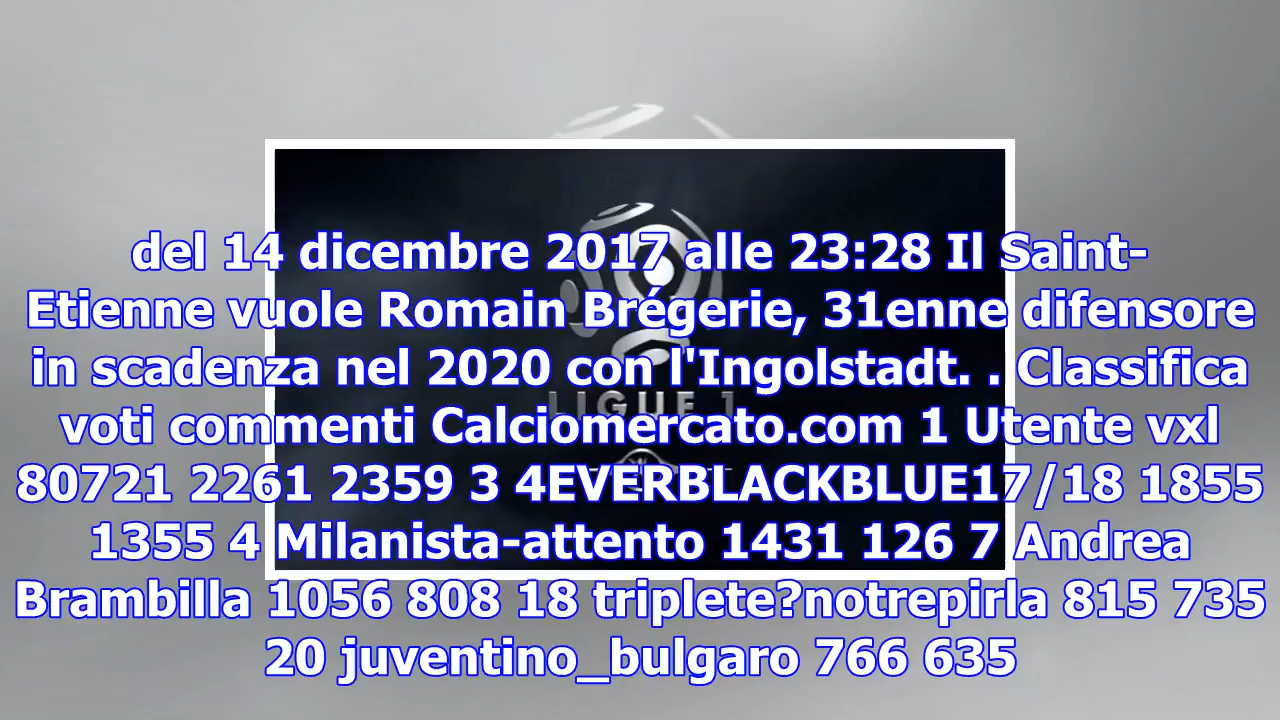 del 14 dicembre 2017 alle 23:28 Il Saint-
Etienne vuole Romain Brégerie, 31enne difensore
in scadenza nel 2020 con l'Ingolstadt. . Classifica
voti commenti Calciomercato.com 1 Utente vxl
80721 2261 2359 3 4EVERBLACKBLUE17/18 1855
1355 4 Milanista-attento 1431 126 7 Andrea
Brambilla 1056 808 18 triplete?notrepirla 815 735
20 juventino_bulgaro 766 635
LIGUE 1